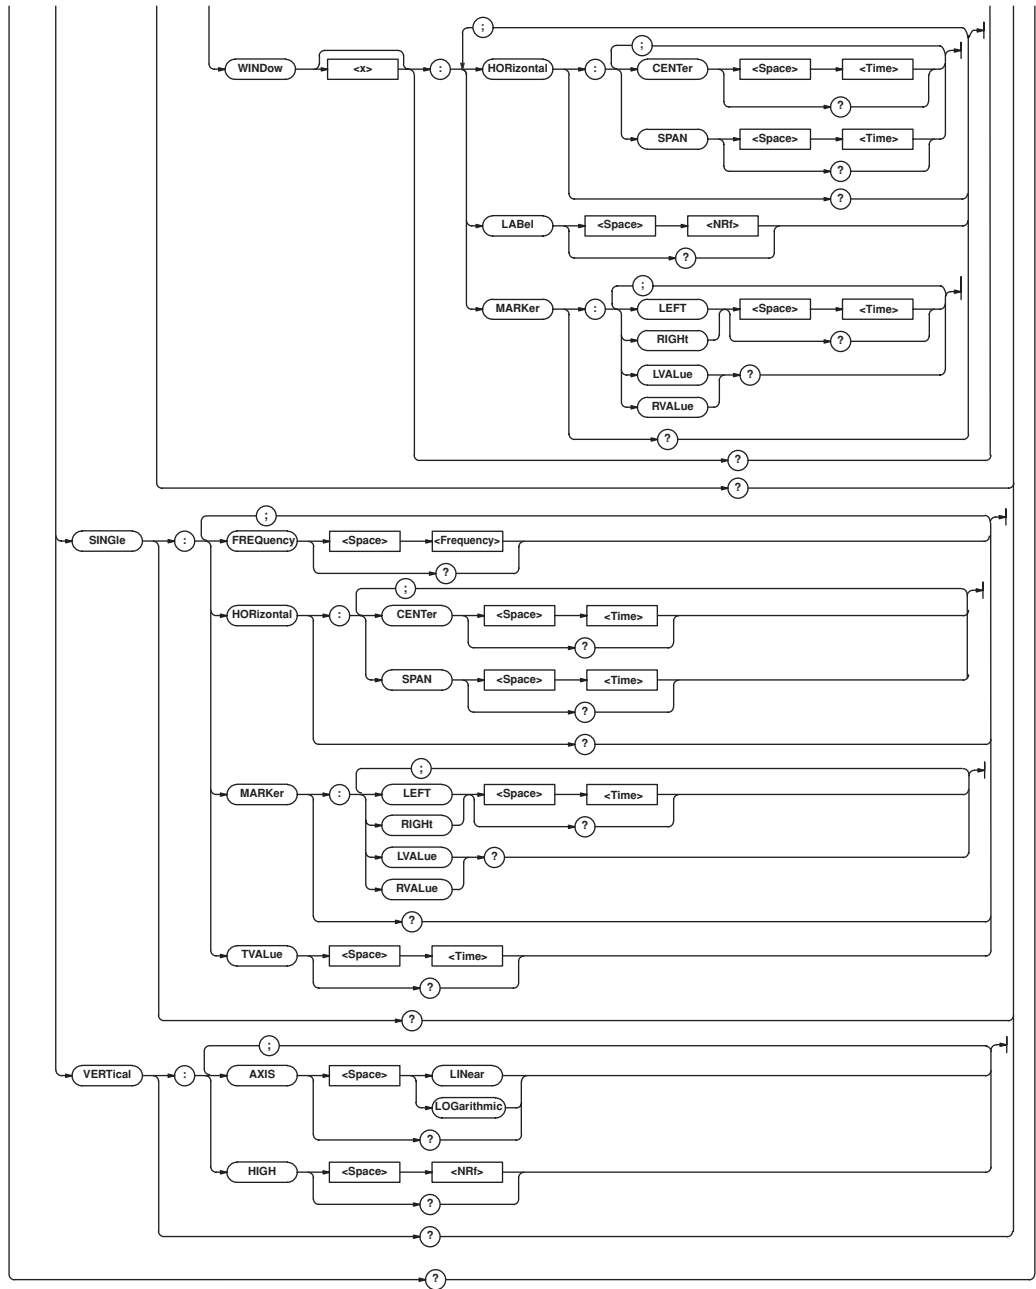 ;
WINDow <x> : HORizontal : ; CENTer <Space> <Time>
?
SPAN <Space> <Time>
?
?
LABel <Space> <NRf>
?
;
MARKer : LEFT <Space> <Time>
RIGHt ?
LVALue ?
RVALue
?
?
?
;
SINGle : FREQuency <Space> <Frequency>
?
;
HORizontal : CENTer <Space> <Time>
?
SPAN <Space> <Time>
?
?
;
MARKer : LEFT <Space> <Time>
RIGHt ?
LVALue ?
RVALue
?
TVALue <Space> <Time>
?
?
;
VERTical : AXIS <Space> LINear
LOGarithmic
?
HIGH <Space> <NRf>
?
?
?